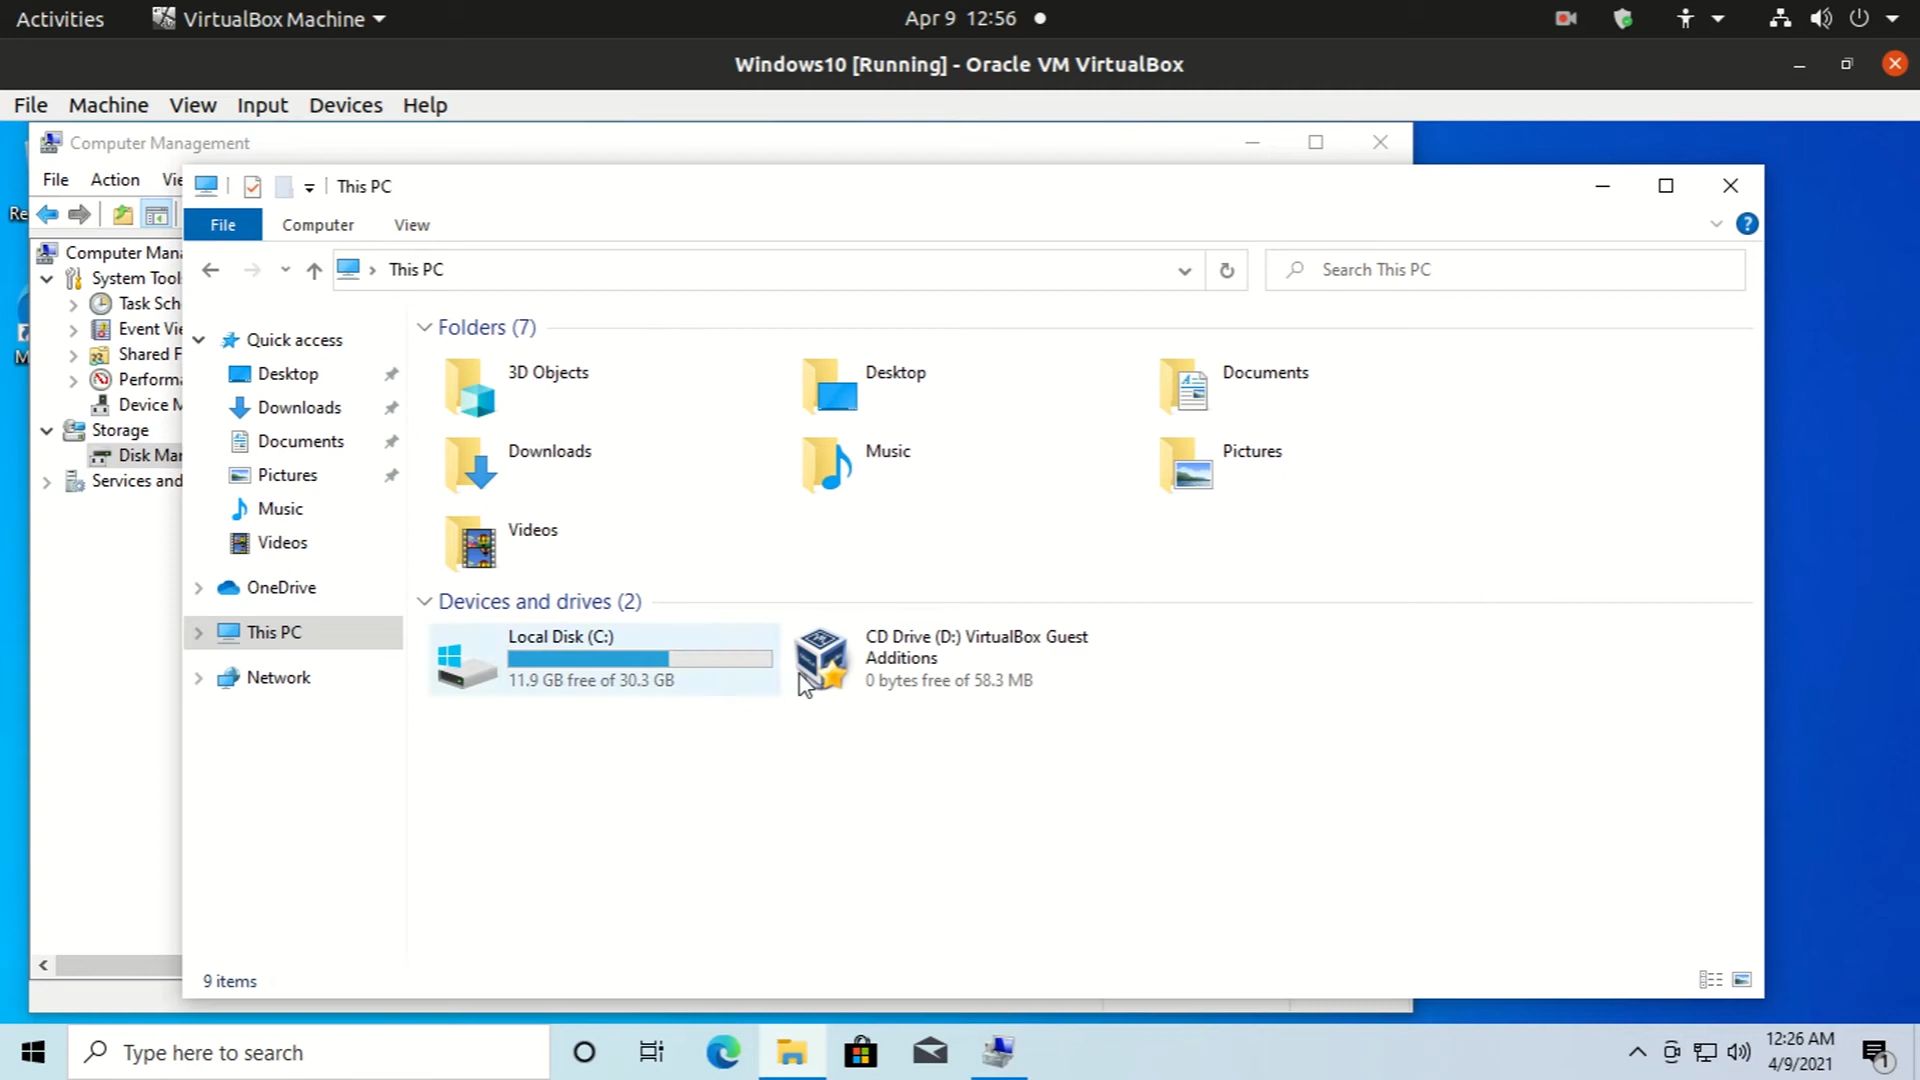 Activities
VirtualBox Machine
Apr 9 12:56
Windows10 [Running] - Oracle VM VirtualBox
File Machine View Input Devices Help
Computer Management
File Action
This PC
File Computer View
This PC
Search This PC
Computer Mana
System Tool
Task Sch
Event Vie
Shared F
Performa
Device M
Storage
Disk Mar
Services and
Quick access
Desktop
Downloads
Documents
Pictures
Music
Videos
OneDrive
This PC
Network
Folders (7)
3D Objects
Desktop
Documents
Downloads
Music
Pictures
Videos
Devices and drives (2)
Local Disk (C:)
11.9 GB free of 30.3 GB
CD Drive (D:) VirtualBox Guest
Additions
0 bytes free of 58.3 MB
9 items
Type here to search
12:26 AM
4/9/2021
1